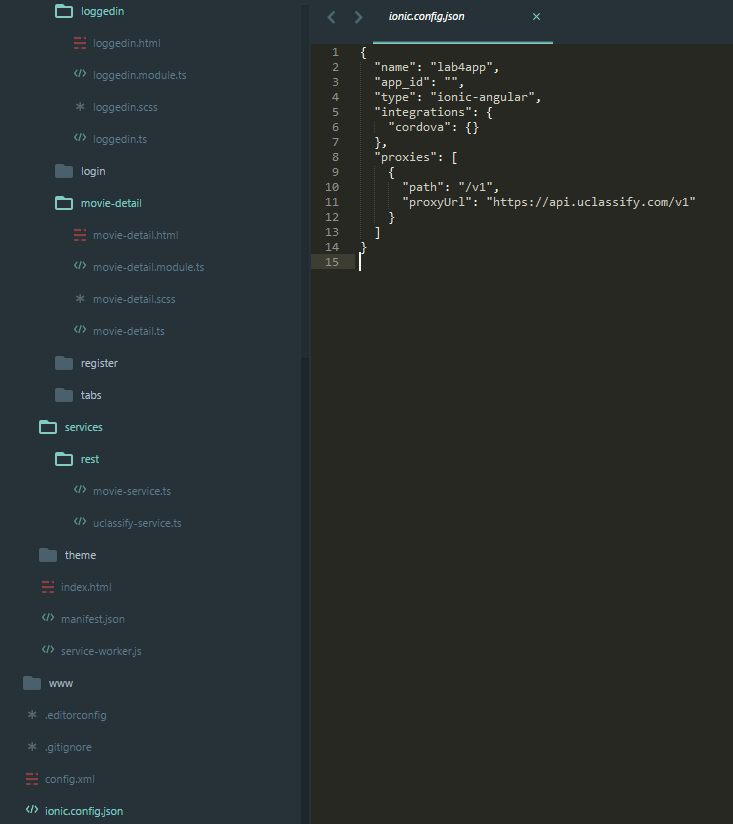 loggedin
loggedin.html
loggedin.module.ts
loggedin.scss
loggedin.ts
login
movie-detail
movie-detail.html
movie-detail.module.ts
movie-detail.scss
movie-detail.ts
register
tabs
services
rest
movie-service.ts
uclassify-service.ts
theme
index.html
manifest.json
service-worker.js
www
.editorconfig
.gitignore
config.xml
ionic.config.json
ionic.config.json ×
1 {
2 "name": "lab4app",
3 "app_id": "",
4 "type": "ionic-angular",
5 "integrations": {
6 "cordova": {}
7 },
8 "proxies": [
9 {
10 "path": "/v1",
11 "proxyUrl": "https://api.uclassify.com/v1"
12 }
13 ]
14 }
15